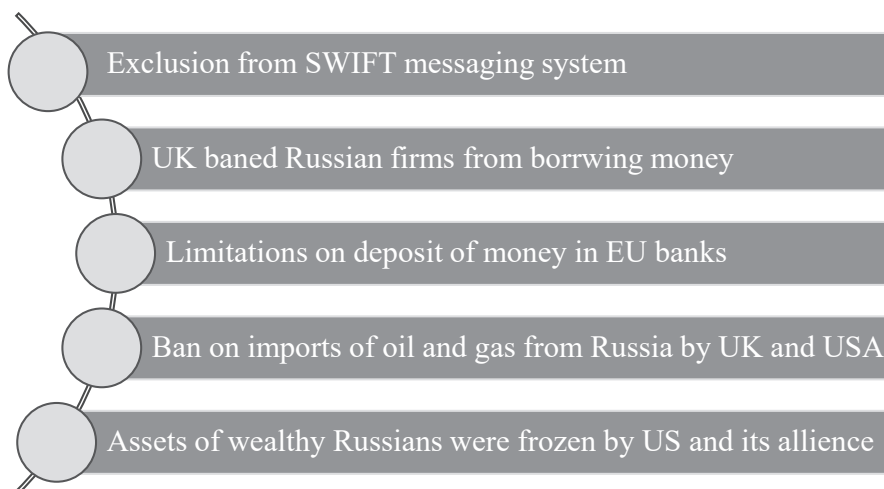 Exclusion from SWIFT messaging system
UK baned Russian firms from borrwing money
Limitations on deposit of money in EU banks
Ban on imports of oil and gas from Russia by UK and USA
Assets of wealthy Russians were frozen by US and its allience